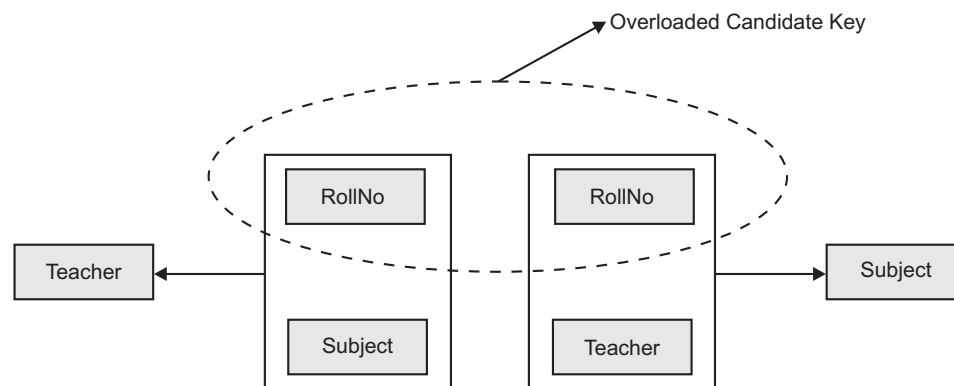 Overloaded Candidate Key
RollNo
RollNo
Teacher
Subject
Subject
Teacher